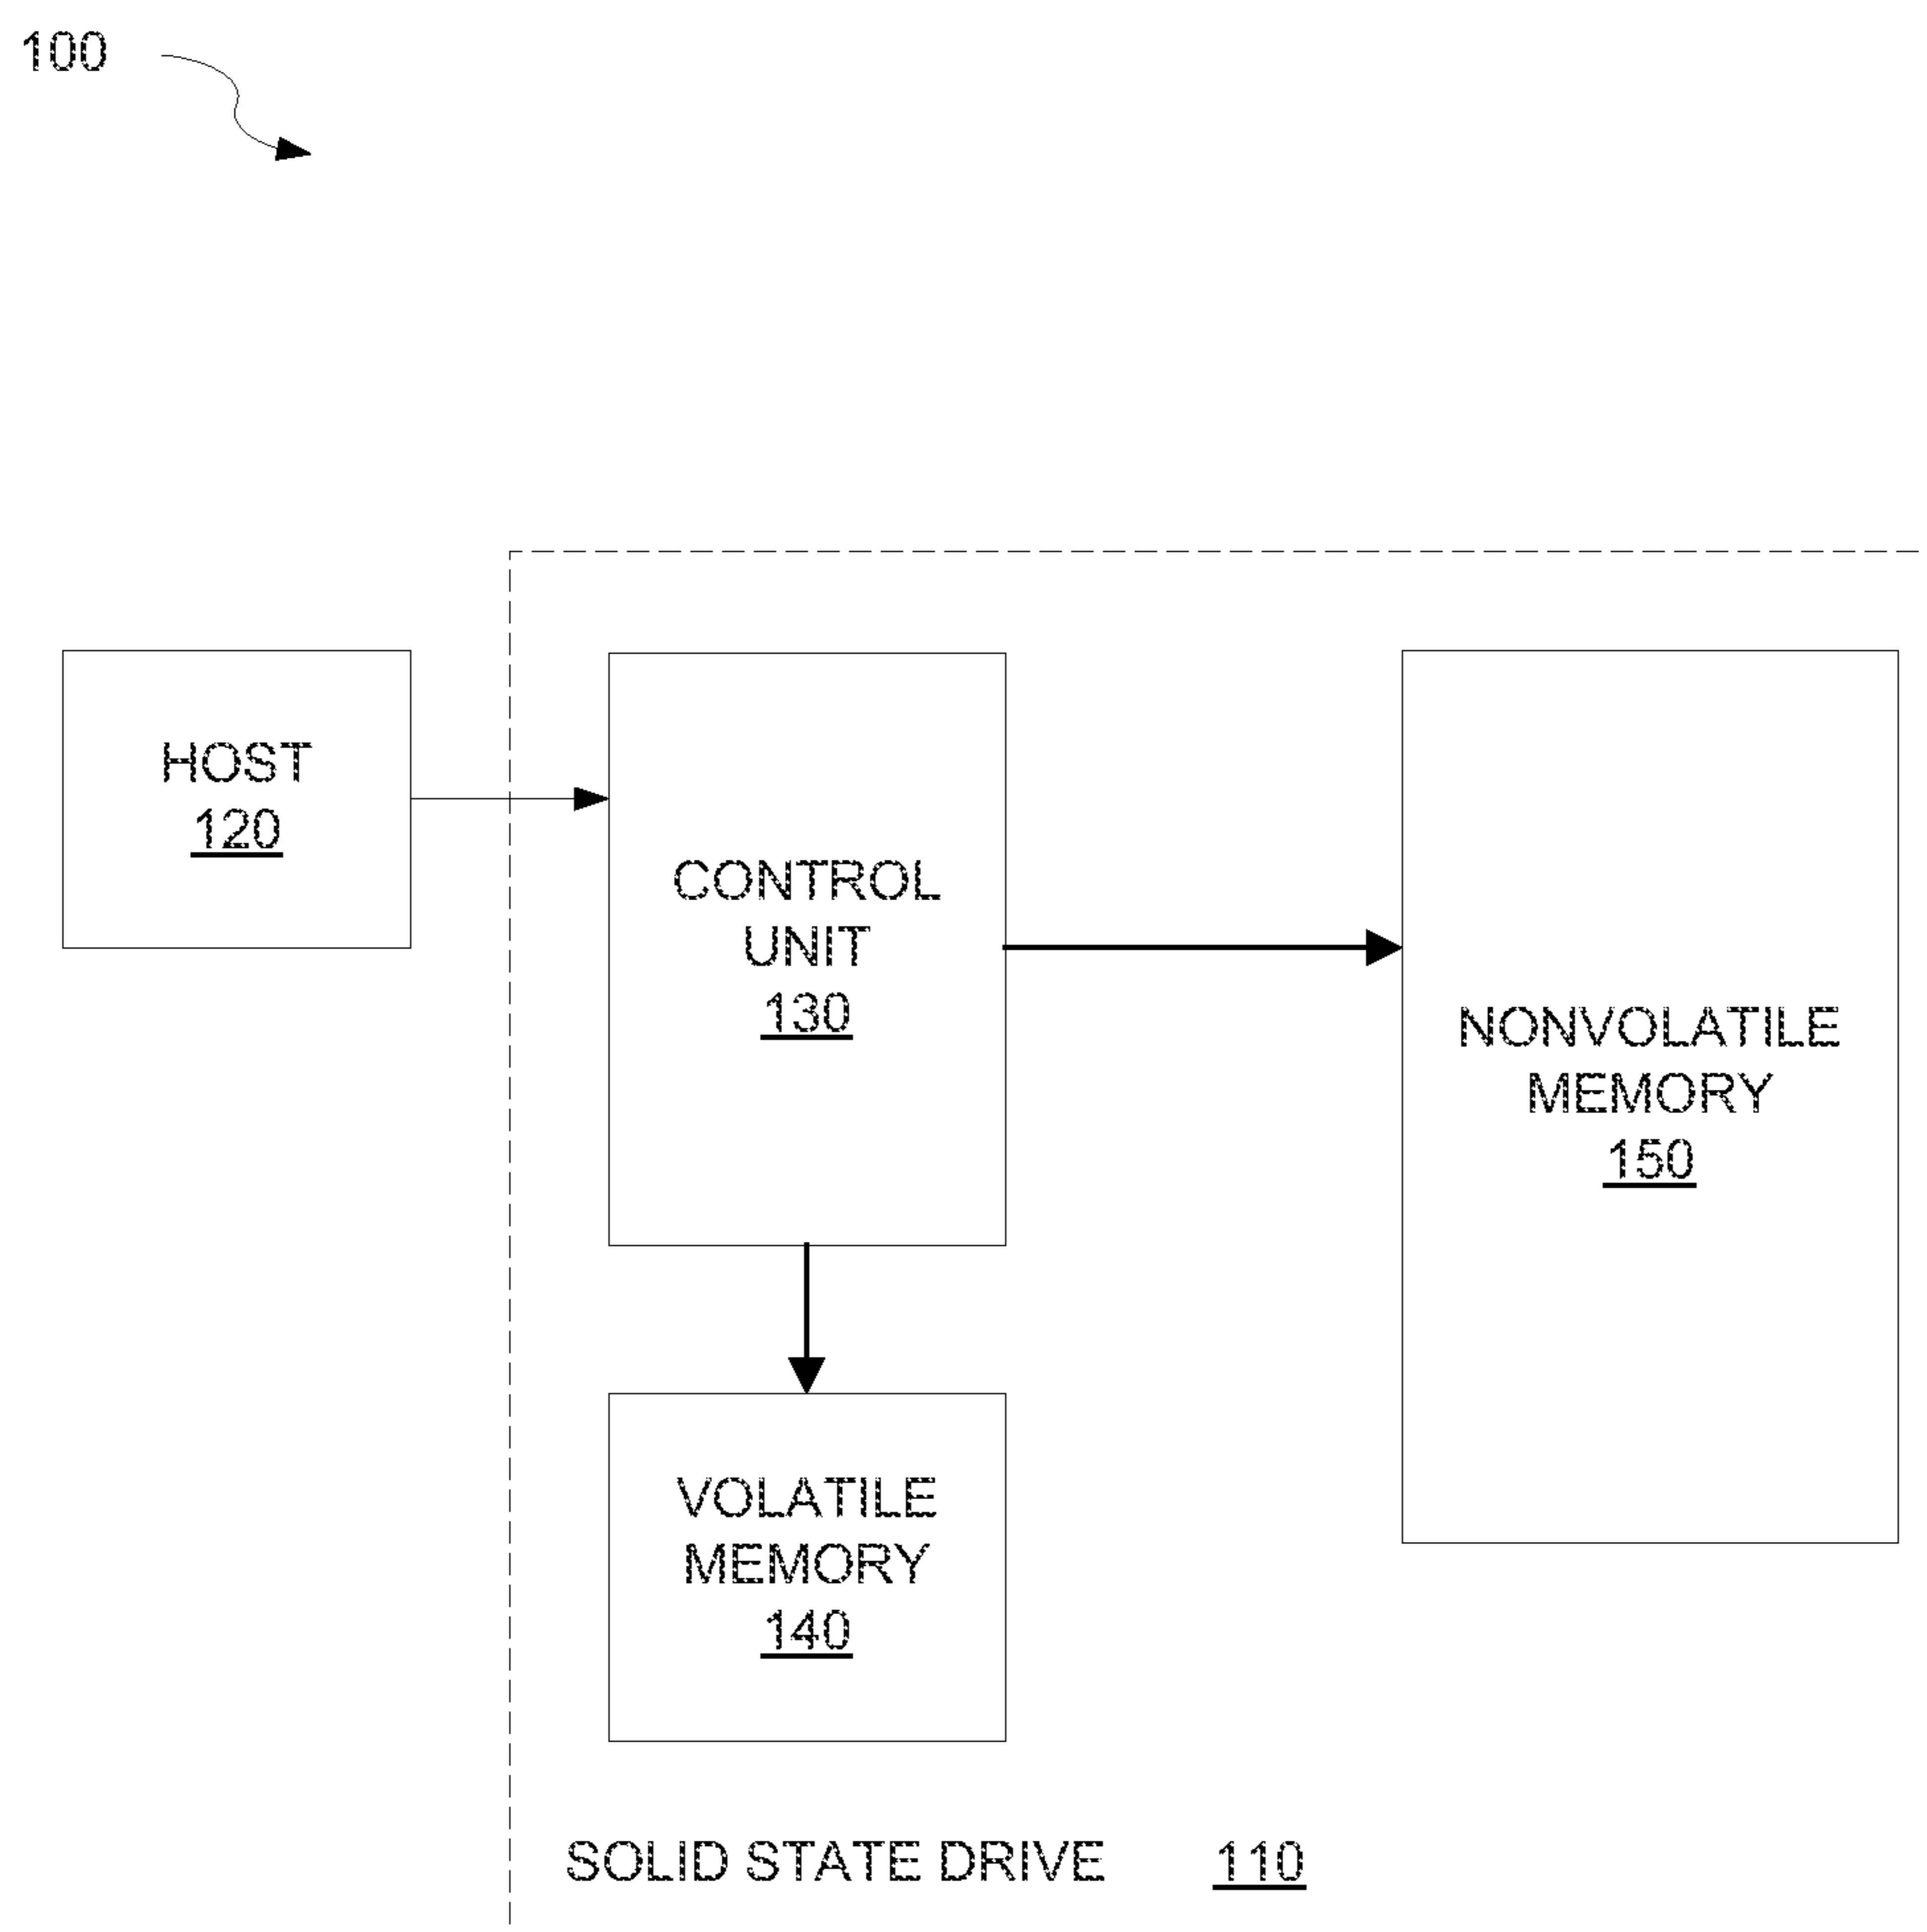 100
HOST
120
CONTROL
UNIT
130
NONVOLATILE
MEMORY
150
VOLATILE
MEMORY
140
SOLID STATE DRIVE 110